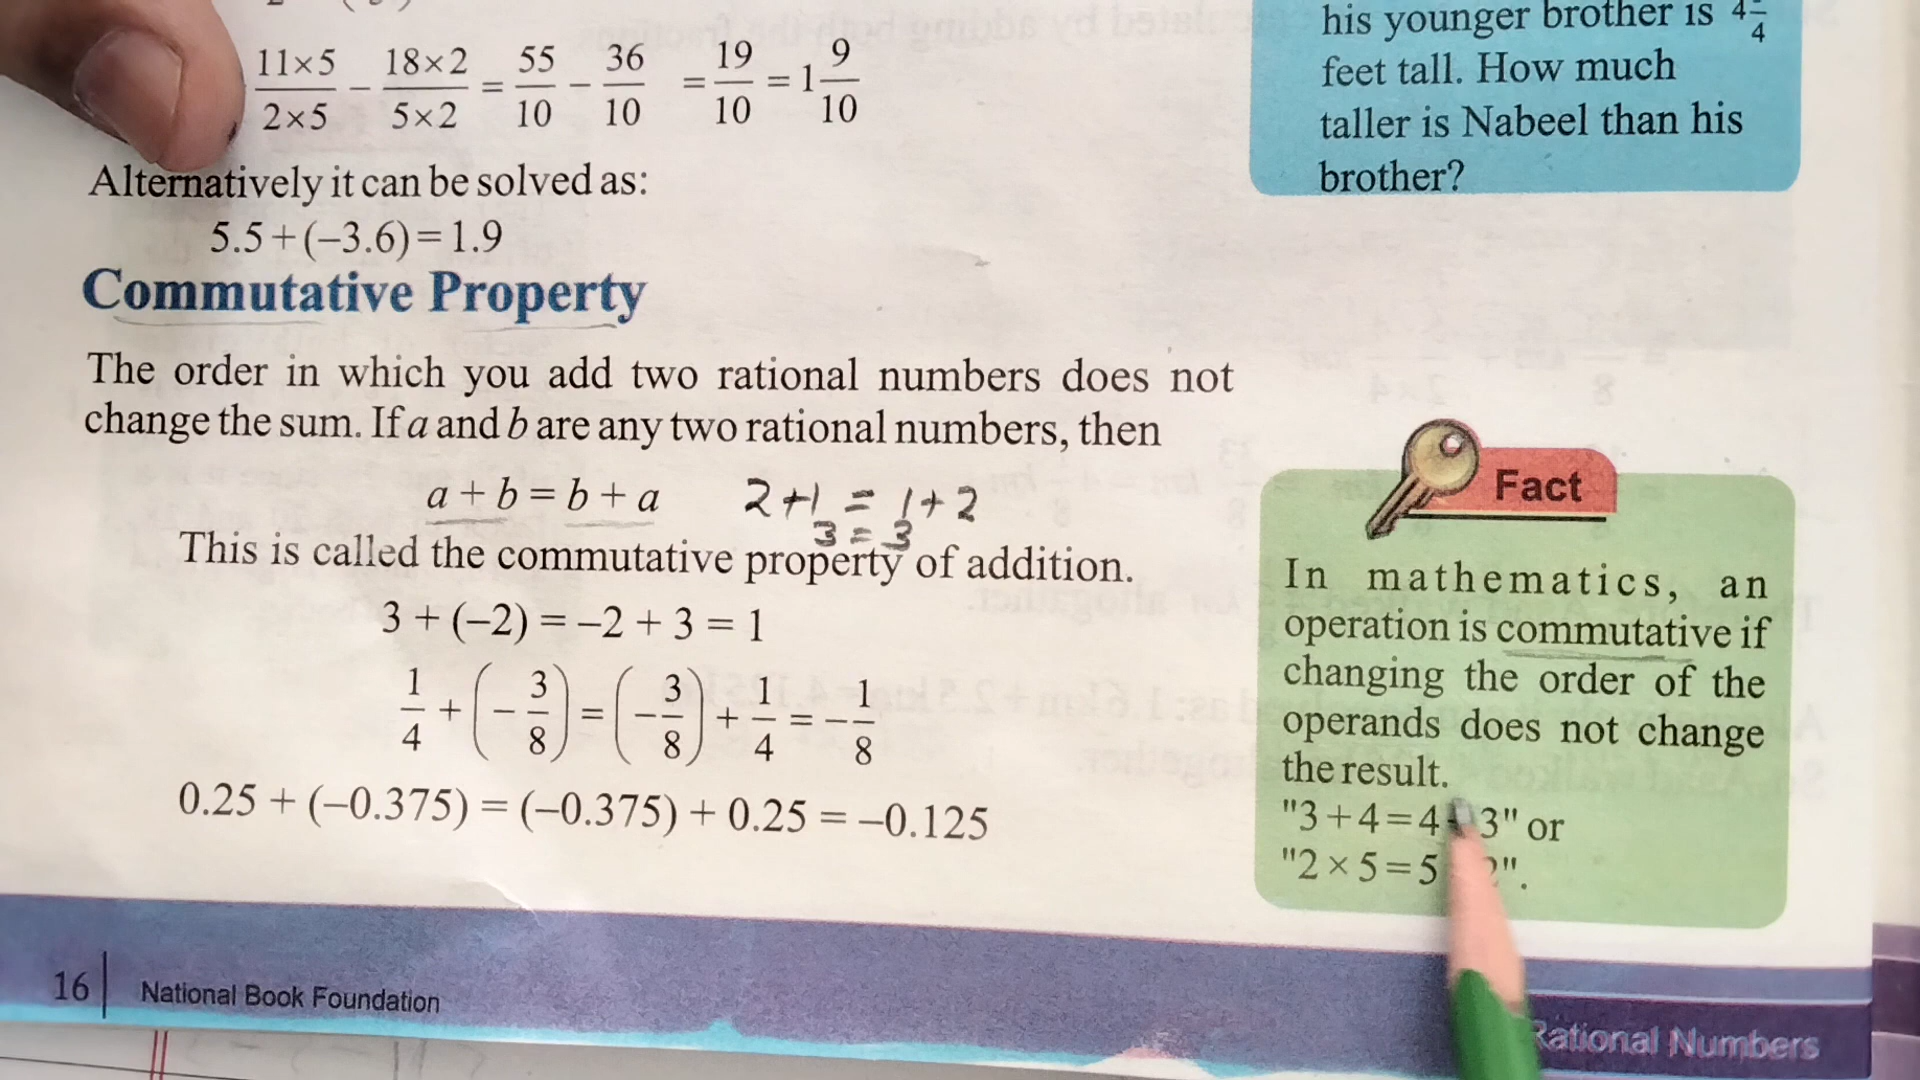 11×5/2×5 − 18×2/5×2 = 55/10 − 36/10 = 19/10 = 1 9/10
Alternatively it can be solved as:
5.5+(−3.6)=1.9
Commutative Property
The order in which you add two rational numbers does not
change the sum. If a and b are any two rational numbers, then
a + b = b + a 2+1 = 1+2
3 = 3
This is called the commutative property of addition.
3 + (−2) = −2 + 3 = 1
1/4 + (−3/8) = (−3/8) + 1/4 = −1/8
0.25 + (−0.375) = (−0.375) + 0.25 = −0.125
his younger brother is
feet tall. How much
taller is Nabeel than his
brother?
Fact
In mathematics, an
operation is commutative if
changing the order of the
operands does not change
the result.
"3+4=4 3" or
"2×5=5
16 National Book Foundation
Rational Numbers